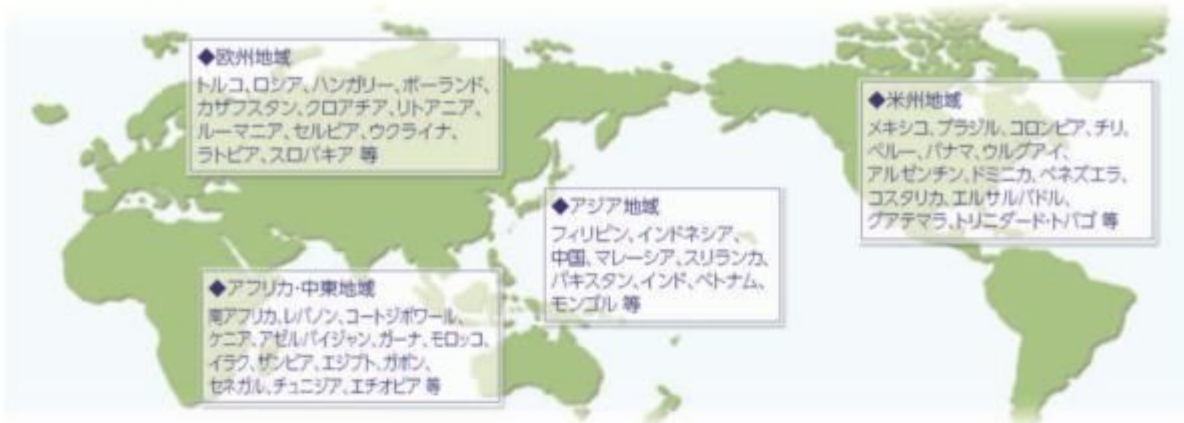 ◆欧州地域
トルコ、ロシア、ハンガリー、ポーランド、
カザフスタン、クロアチア、リトアニア、
ルーマニア、セルビア、ウクライナ、
ラトビア、スロバキア 等
◆米州地域
メキシコ、ブラジル、コロンビア、チリ、
ペルー、パナマ、ウルグアイ、
アルゼンチン、ドミニカ、ベネズエラ、
コスタリカ、エルサルバドル、
グアテマラ、トリニダード・トバゴ 等
◆アジア地域
フィリピン、インドネシア、
中国、マレーシア、スリランカ、
パキスタン、インド、ベトナム、
モンゴル 等
◆アフリカ・中東地域
南アフリカ、レバノン、コートジボワール、
ケニア、アゼルバイジャン、ガーナ、モロッコ、
イラク、ザンビア、エジプト、ガボン、
セネガル、チュニジア、エチオピア 等